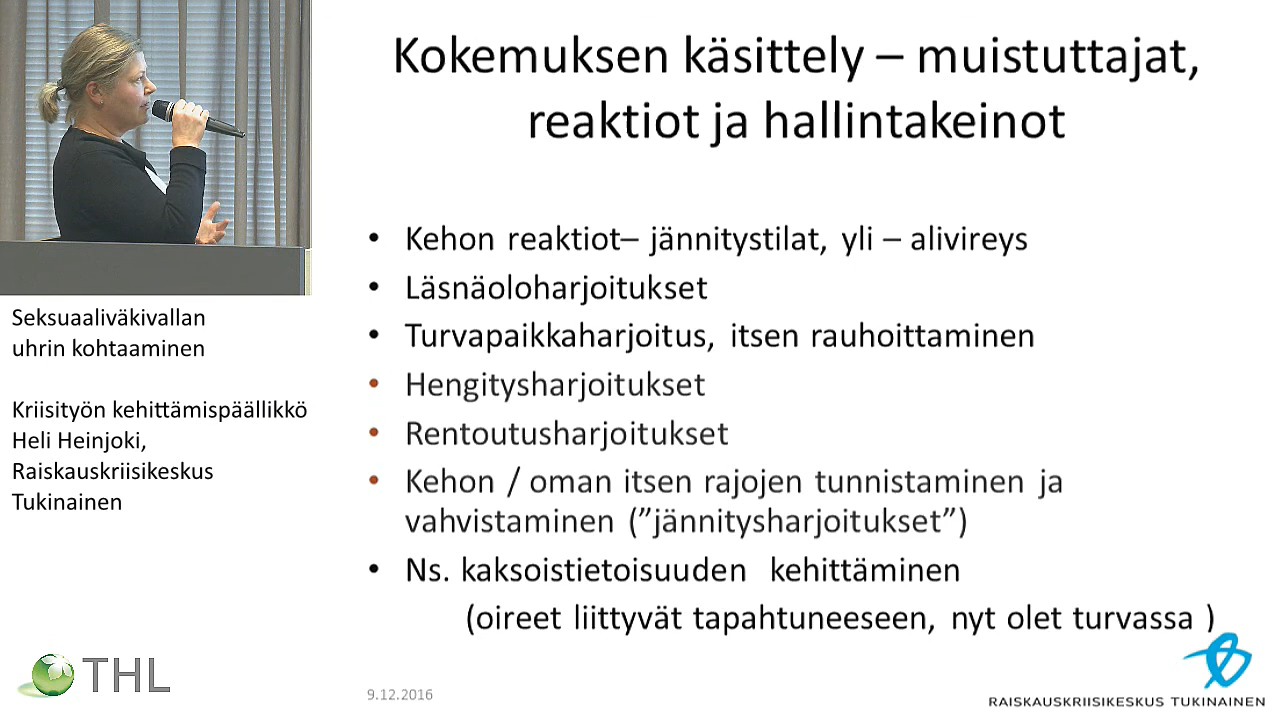 Kokemuksen käsittely – muistuttajat,
reaktiot ja hallintakeinot
• Kehon reaktiot– jännitystilat, yli – alivireys
• Läsnäoloharjoitukset
• Turvapaikkaharjoitus, itsen rauhoittaminen
• Hengitysharjoitukset
• Rentoutusharjoitukset
• Kehon / oman itsen rajojen tunnistaminen ja
vahvistaminen (”jännitysharjoitukset”)
• Ns. kaksoistietoisuuden kehittäminen
(oireet liittyvät tapahtuneeseen, nyt olet turvassa )
Seksuaaliväkivallan
uhrin kohtaaminen
Kriisityön kehittämispäällikkö
Heli Heinjoki,
Raiskauskriisikeskus
Tukinainen
THL
9.12.2016
RAISKAUSKRIISIKESKUS TUKINAINEN